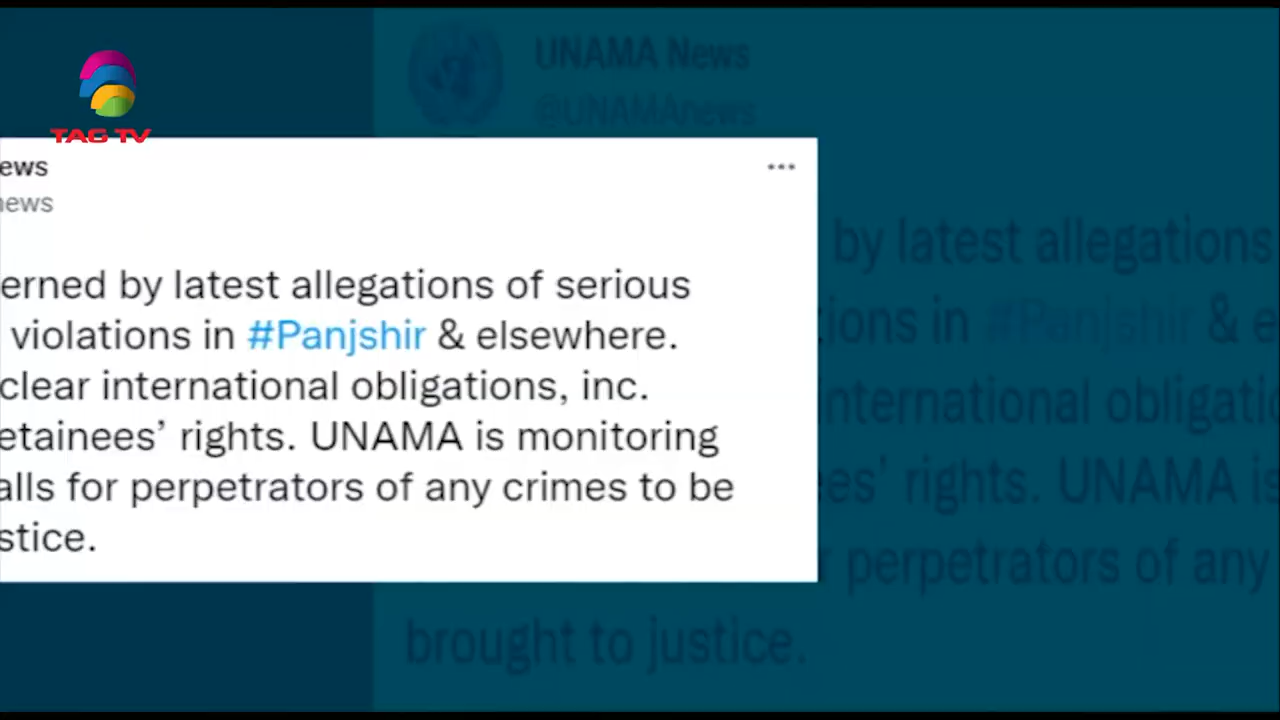 TAG TV
UNAMA News
@UNAMAnews
ews
news
erned by latest allegations of serious
violations in #Panjshir & elsewhere.
clear international obligations, inc.
etainees' rights. UNAMA is monitoring
alls for perpetrators of any crimes to be
stice.
by latest allegations
ions in #Panjshir & e
nternational obligati
es' rights. UNAMA is
r perpetrators of any
brought to justice.